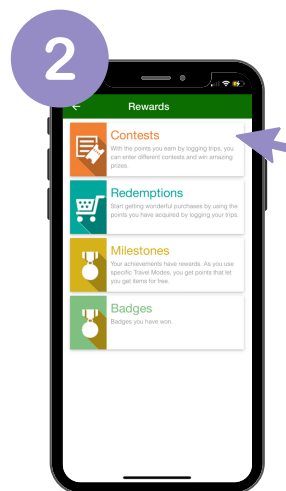 2
Rewards
Contests
With the points you earn by logging trips, you
can enter different contests and win amazing
prizes.
Redemptions
Start getting wonderful purchases by using the
points you have acquired by logging your trips.
Milestones
Your achievements have rewards. As you use
specific Travel Modes, you get points that let
you get items for free.
Badges
Badges you have won.